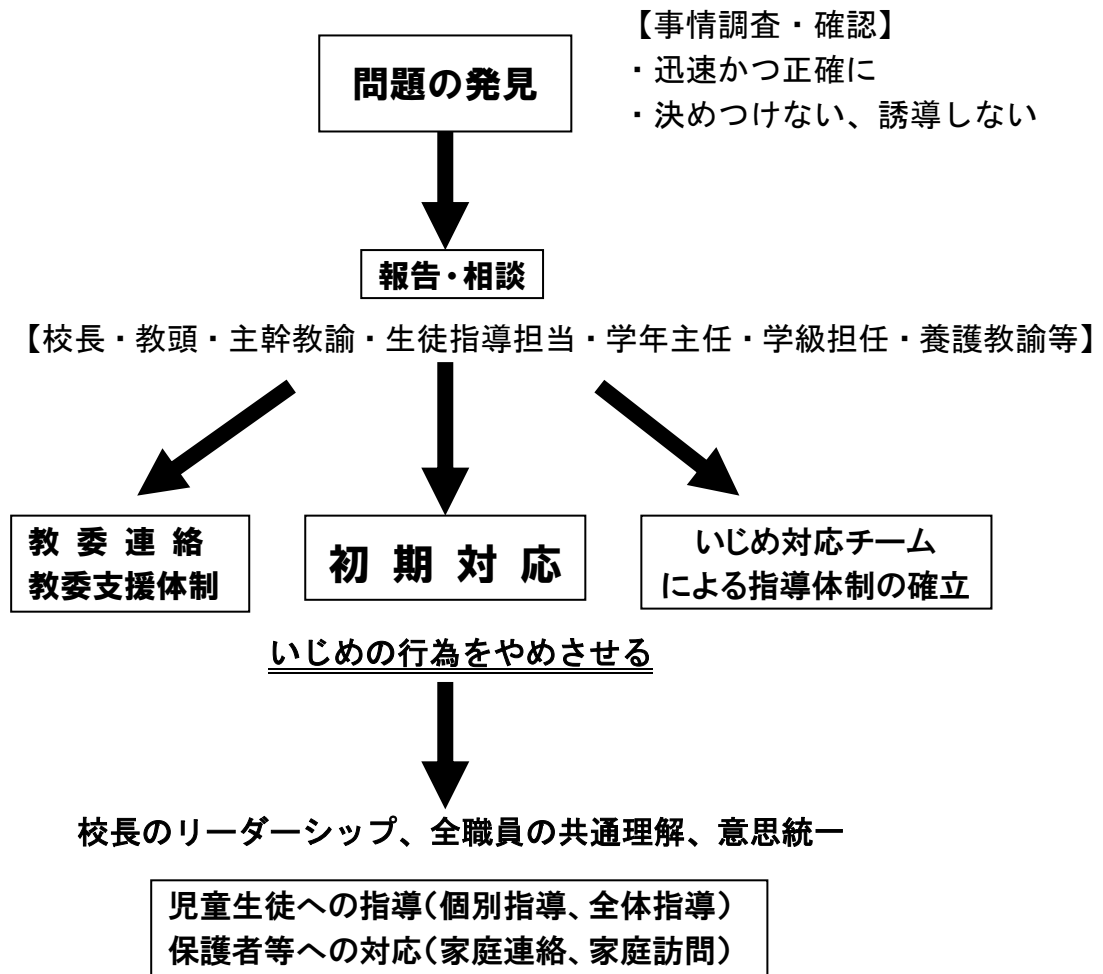 問題の発見
【事情調査・確認】
・迅速かつ正確に
・決めつけない、誘導しない
報告・相談
【校長・教頭・主幹教諭・生徒指導担当・学年主任・学級担任・養護教諭等】
教 委 連 絡
教委支援体制
初 期 対 応
いじめ対応チーム
による指導体制の確立
いじめの行為をやめさせる
校長のリーダーシップ、全職員の共通理解、意思統一
児童生徒への指導(個別指導、全体指導)
保護者等への対応(家庭連絡、家庭訪問)